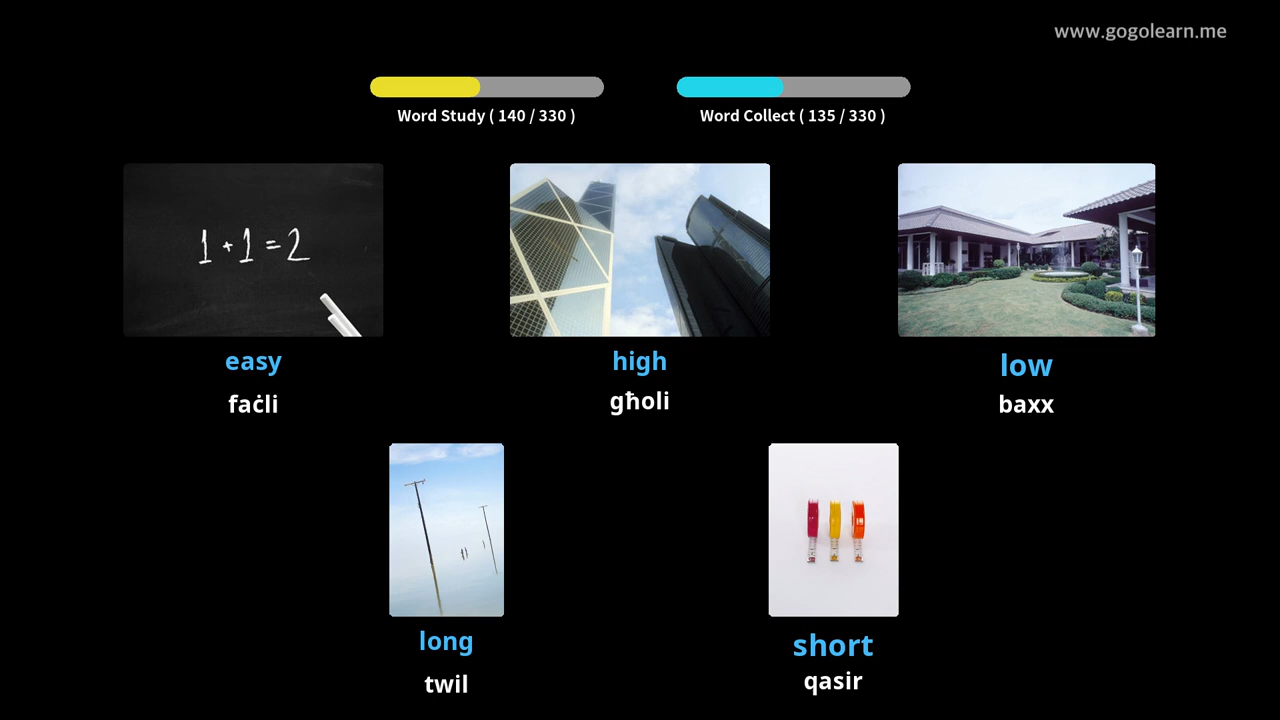 www.gogolearn.me
Word Study ( 140 / 330 )
Word Collect ( 135 / 330 )
1 + 1 = 2
easy
high
low
faċli
għoli
baxx
long
short
twil
qasir